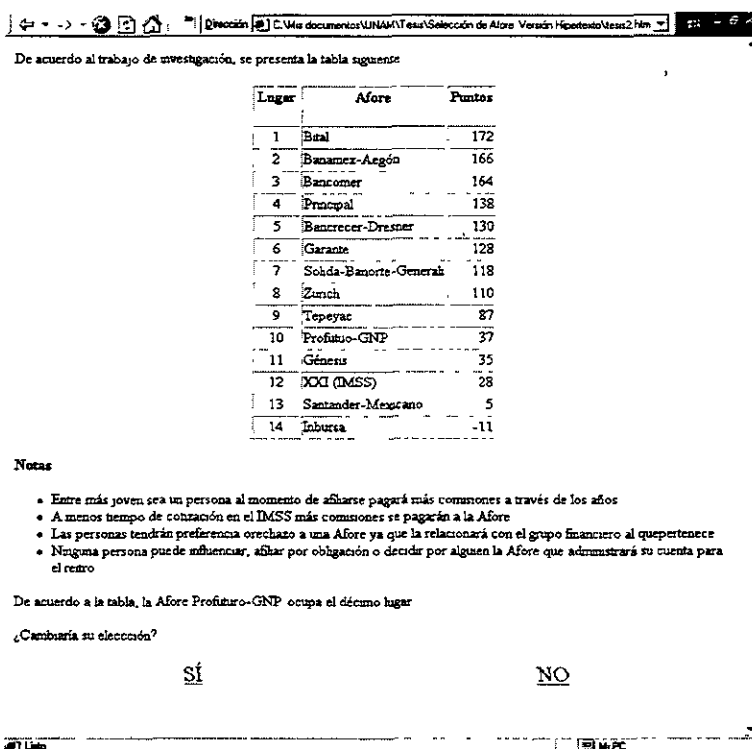 Dirección C:\Mis documentos\UNAM\Tesis\Selección de Afore Versión Hipertexto\tesis2.htm
De acuerdo al trabajo de investigación, se presenta la tabla siguiente
Lugar Afore Puntos
1 Bital 172
2 Banamex-Aegón 166
3 Bancomer 164
4 Principal 138
5 Bancrecer-Dresner 130
6 Garante 128
7 Solida-Banorte-Generali 118
8 Zurich 110
9 Tepeyac 87
10 Profutuo-GNP 37
11 Génesis 35
12 XXI (IMSS) 28
13 Santander-Mexicano 5
14 Inbursa -11
Notas
• Entre más joven sea un persona al momento de afiliarse pagará más comisiones a través de los años
• A menos tiempo de cotización en el IMSS más comisiones se pagarán a la Afore
• Las personas tendrán preferencia orechazo a una Afore ya que la relacionará con el grupo financiero al quepertenece
• Ninguna persona puede influenciar, afiliar por obligación o decidir por alguien la Afore que administrará su cuenta para
el retiro
De acuerdo a la tabla, la Afore Profuturo-GNP ocupa el décimo lugar
¿Cambiaría su eleccción?
SÍ NO
Listo Mi PC